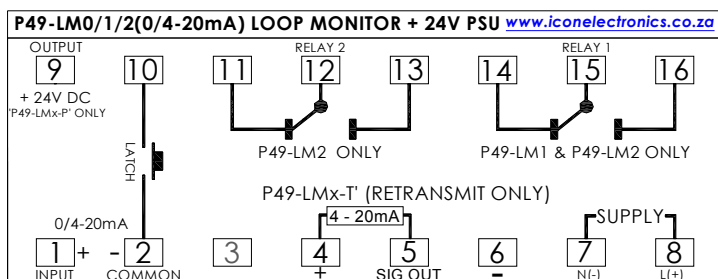 P49-LM0/1/2(0/4-20mA) LOOP MONITOR + 24V PSU www.iconelectronics.co.za
OUTPUT RELAY 2 RELAY 1
9 10 11 12 13 14 15 16
+ 24V DC
'P49-LMx-P' ONLY
P49-LM2 ONLY P49-LM1 & P49-LM2 ONLY
LATCH
P49-LMx-T' (RETRANSMIT ONLY)
0/4-20mA 4 - 20mA SUPPLY
1 + - 2 3 4 5 6 7 8
INPUT COMMON + SIG OUT - N(-) L(+)